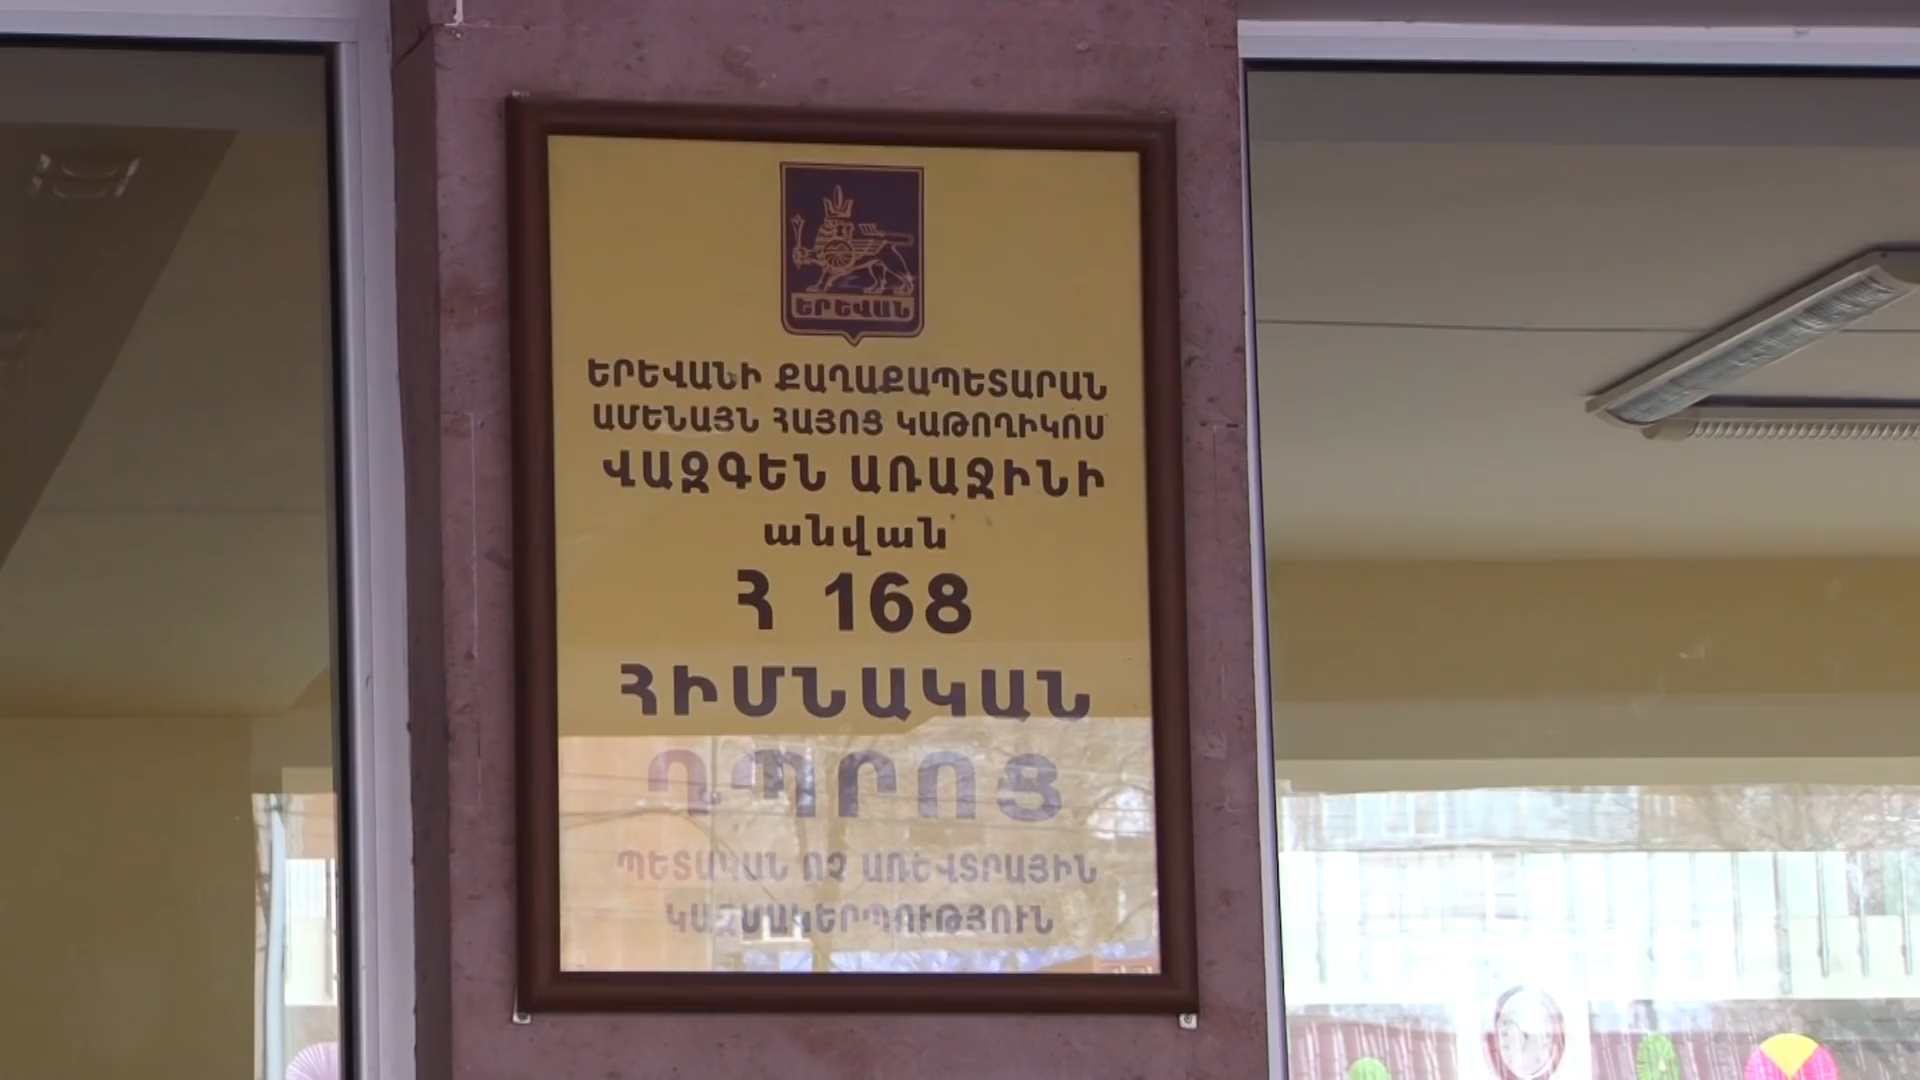 ԵՐԵՎԱՆ
ԵՐԵՎԱՆԻ ՔԱՂԱՔԱՊԵՏԱՐԱՆ
ԱՄԵՆԱՅՆ ՀԱՅՈՑ ԿԱԹՈՂԻԿՈՍ
ՎԱԶԳԵՆ ԱՌԱՋԻՆԻ
անվան
Հ 168
ՀԻՄՆԱԿԱՆ
ԴՊՐՈՑ
ՊԵՏԱԿԱՆ ՈՉ ԱՌԵՎՏՐԱՅԻՆ
ԿԱԶՄԱԿԵՐՊՈՒԹՅՈՒՆ